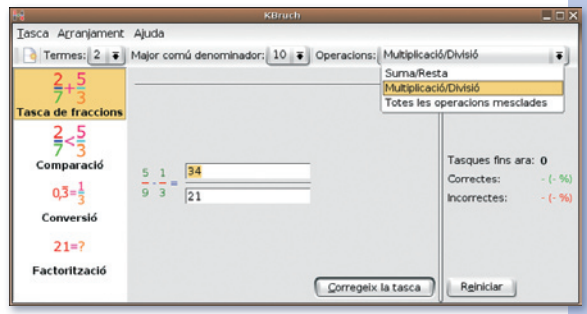 KBruch
Tasca Arranjament Ajuda
Termes: 2 Major comú denominador: 10 Operacions: Multiplicació/Divisió
Suma/Resta
Multiplicació/Divisió
Totes les operacions mesclades
2/7 + 5/3
Tasca de fraccions
2/7 < 5/3
Comparació
0,3̅ = 1/3
Conversió
21=?
Factorització
5/9 · 1/3 =
34
21
Tasques fins ara: 0
Correctes: - (- %)
Incorrectes: - (- %)
Corregeix la tasca
Reiniciar